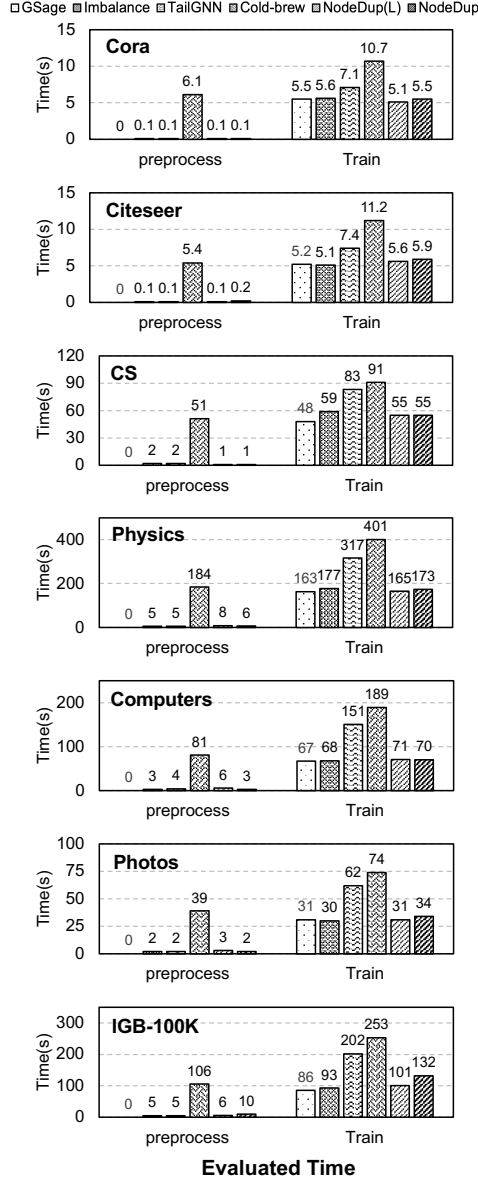 GSage Imbalance TailGNN Cold-brew NodeDup(L) NodeDup
Cora
Time(s)
15
10
5
0
0 0.1 0.1 6.1 0.1 0.1
5.5 5.6 7.1 10.7 5.1 5.5
preprocess Train
Citeseer
Time(s)
15
10
5
0
0 0.1 0.1 5.4 0.1 0.2
5.2 5.1 7.4 11.2 5.6 5.9
preprocess Train
CS
Time(s)
120
90
60
30
0
0 2 2 51 1 1
48 59 83 91 55 55
preprocess Train
Physics
Time(s)
400
200
0
0 5 5 184 8 6
163 177 317 401 165 173
preprocess Train
Computers
Time(s)
200
100
0
0 3 4 81 6 3
67 68 151 189 71 70
preprocess Train
Photos
Time(s)
100
75
50
25
0
0 2 2 39 3 2
31 30 62 74 31 34
preprocess Train
IGB-100K
Time(s)
300
200
100
0
0 5 5 106 6 10
86 93 202 253 101 132
preprocess Train
Evaluated Time